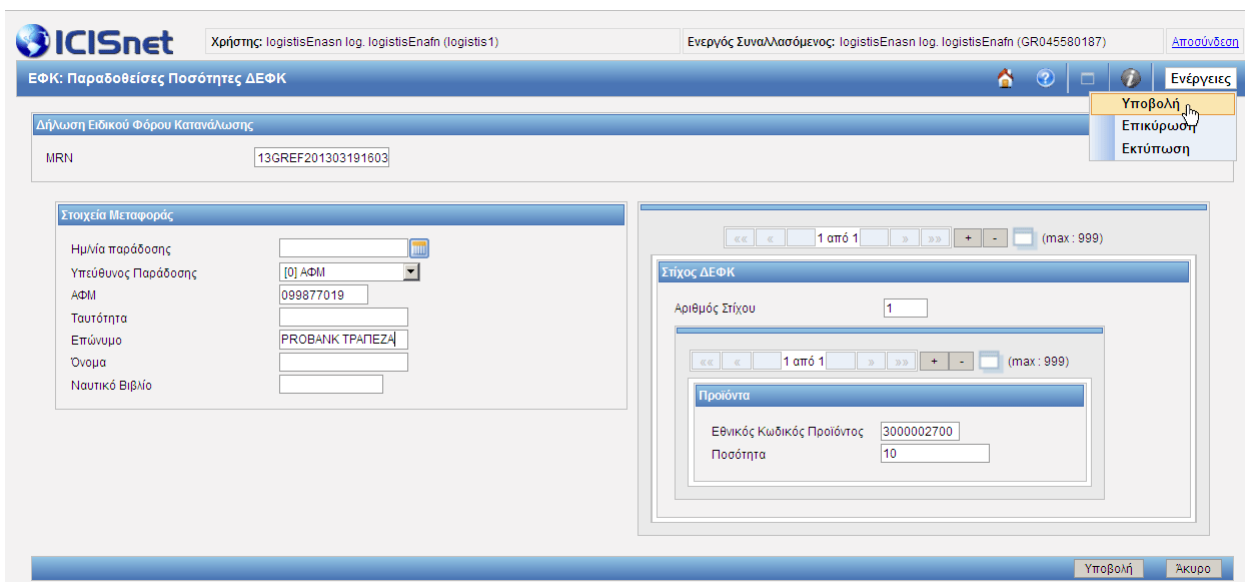 ICISnet
Χρήστης: logistisEnasn log. logistisEnafn (logistis1)
Ενεργός Συναλλασόμενος: logistisEnasn log. logistisEnafn (GR045580187)
Αποσύνδεση
ΕΦΚ: Παραδοθείσες Ποσότητες ΔΕΦΚ
Ενέργειες
Υποβολή
Επικύρωση
Εκτύπωση
Δήλωση Ειδικού Φόρου Κατανάλωσης
MRN 13GREF201303191603
Στοιχεία Μεταφοράς
Ημ/νία παράδοσης
Υπεύθυνος Παράδοσης [0] ΑΦΜ
ΑΦΜ 099877019
Ταυτότητα
Επώνυμο PROBANK ΤΡΑΠΕΖΑ
Όνομα
Ναυτικό Βιβλίο
«« « 1 από 1 » »» + - (max : 999)
Στίχος ΔΕΦΚ
Αριθμός Στίχου 1
«« « 1 από 1 » »» + - (max : 999)
Προϊόντα
Εθνικός Κωδικός Προϊόντος 3000002700
Ποσότητα 10
Υποβολή Άκυρο